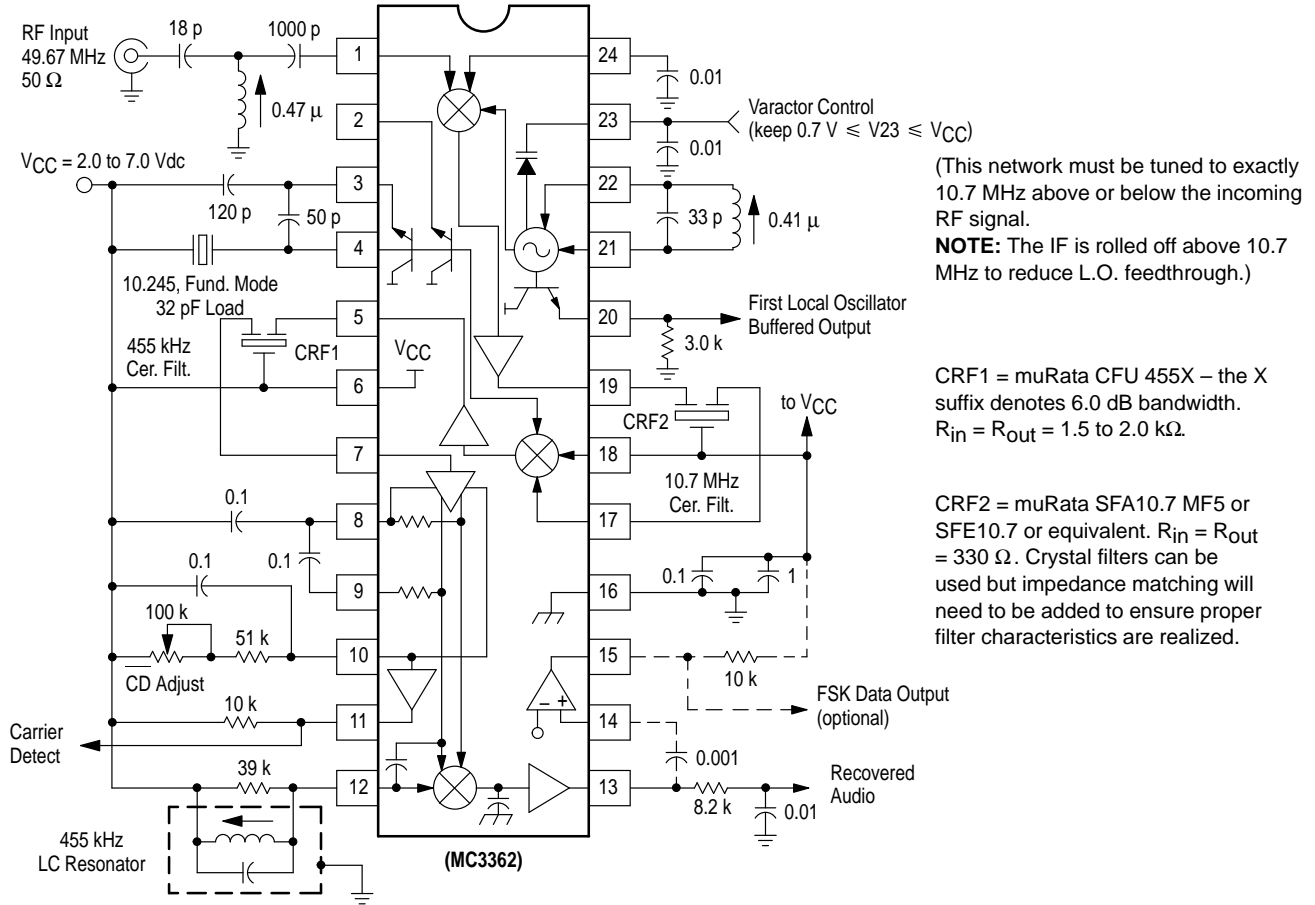 RF Input
49.67 MHz
50 Ω
18 p
1000 p
0.47 μ
VCC = 2.0 to 7.0 Vdc
120 p
50 p
10.245, Fund. Mode
32 pF Load
455 kHz
Cer. Filt.
CRF1
0.1
0.1
0.1
100 k
51 k
CD Adjust
10 k
Carrier
Detect
39 k
455 kHz
LC Resonator
1
2
3
4
5
6
7
8
9
10
11
12
VCC
– +
(MC3362)
24
23
22
21
20
19
18
17
16
15
14
13
0.01
Varactor Control
(keep 0.7 V ≤ V23 ≤ VCC)
0.01
33 p
0.41 μ
First Local Oscillator
Buffered Output
3.0 k
CRF2
to VCC
10.7 MHz
Cer. Filt.
0.1
1
10 k
FSK Data Output
(optional)
0.001
8.2 k
Recovered
Audio
0.01
(This network must be tuned to exactly
10.7 MHz above or below the incoming
RF signal.
NOTE: The IF is rolled off above 10.7
MHz to reduce L.O. feedthrough.)
CRF1 = muRata CFU 455X – the X
suffix denotes 6.0 dB bandwidth.
Rin = Rout = 1.5 to 2.0 kΩ.
CRF2 = muRata SFA10.7 MF5 or
SFE10.7 or equivalent. Rin = Rout
= 330 Ω. Crystal filters can be
used but impedance matching will
need to be added to ensure proper
filter characteristics are realized.